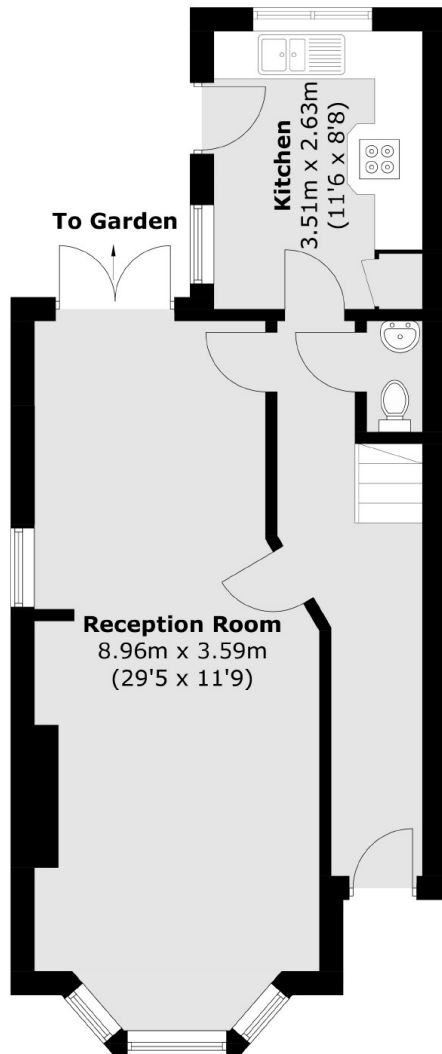 Kitchen
3.51m x 2.63m
(11'6 x 8'8)
To Garden
Reception Room
8.96m x 3.59m
(29'5 x 11'9)